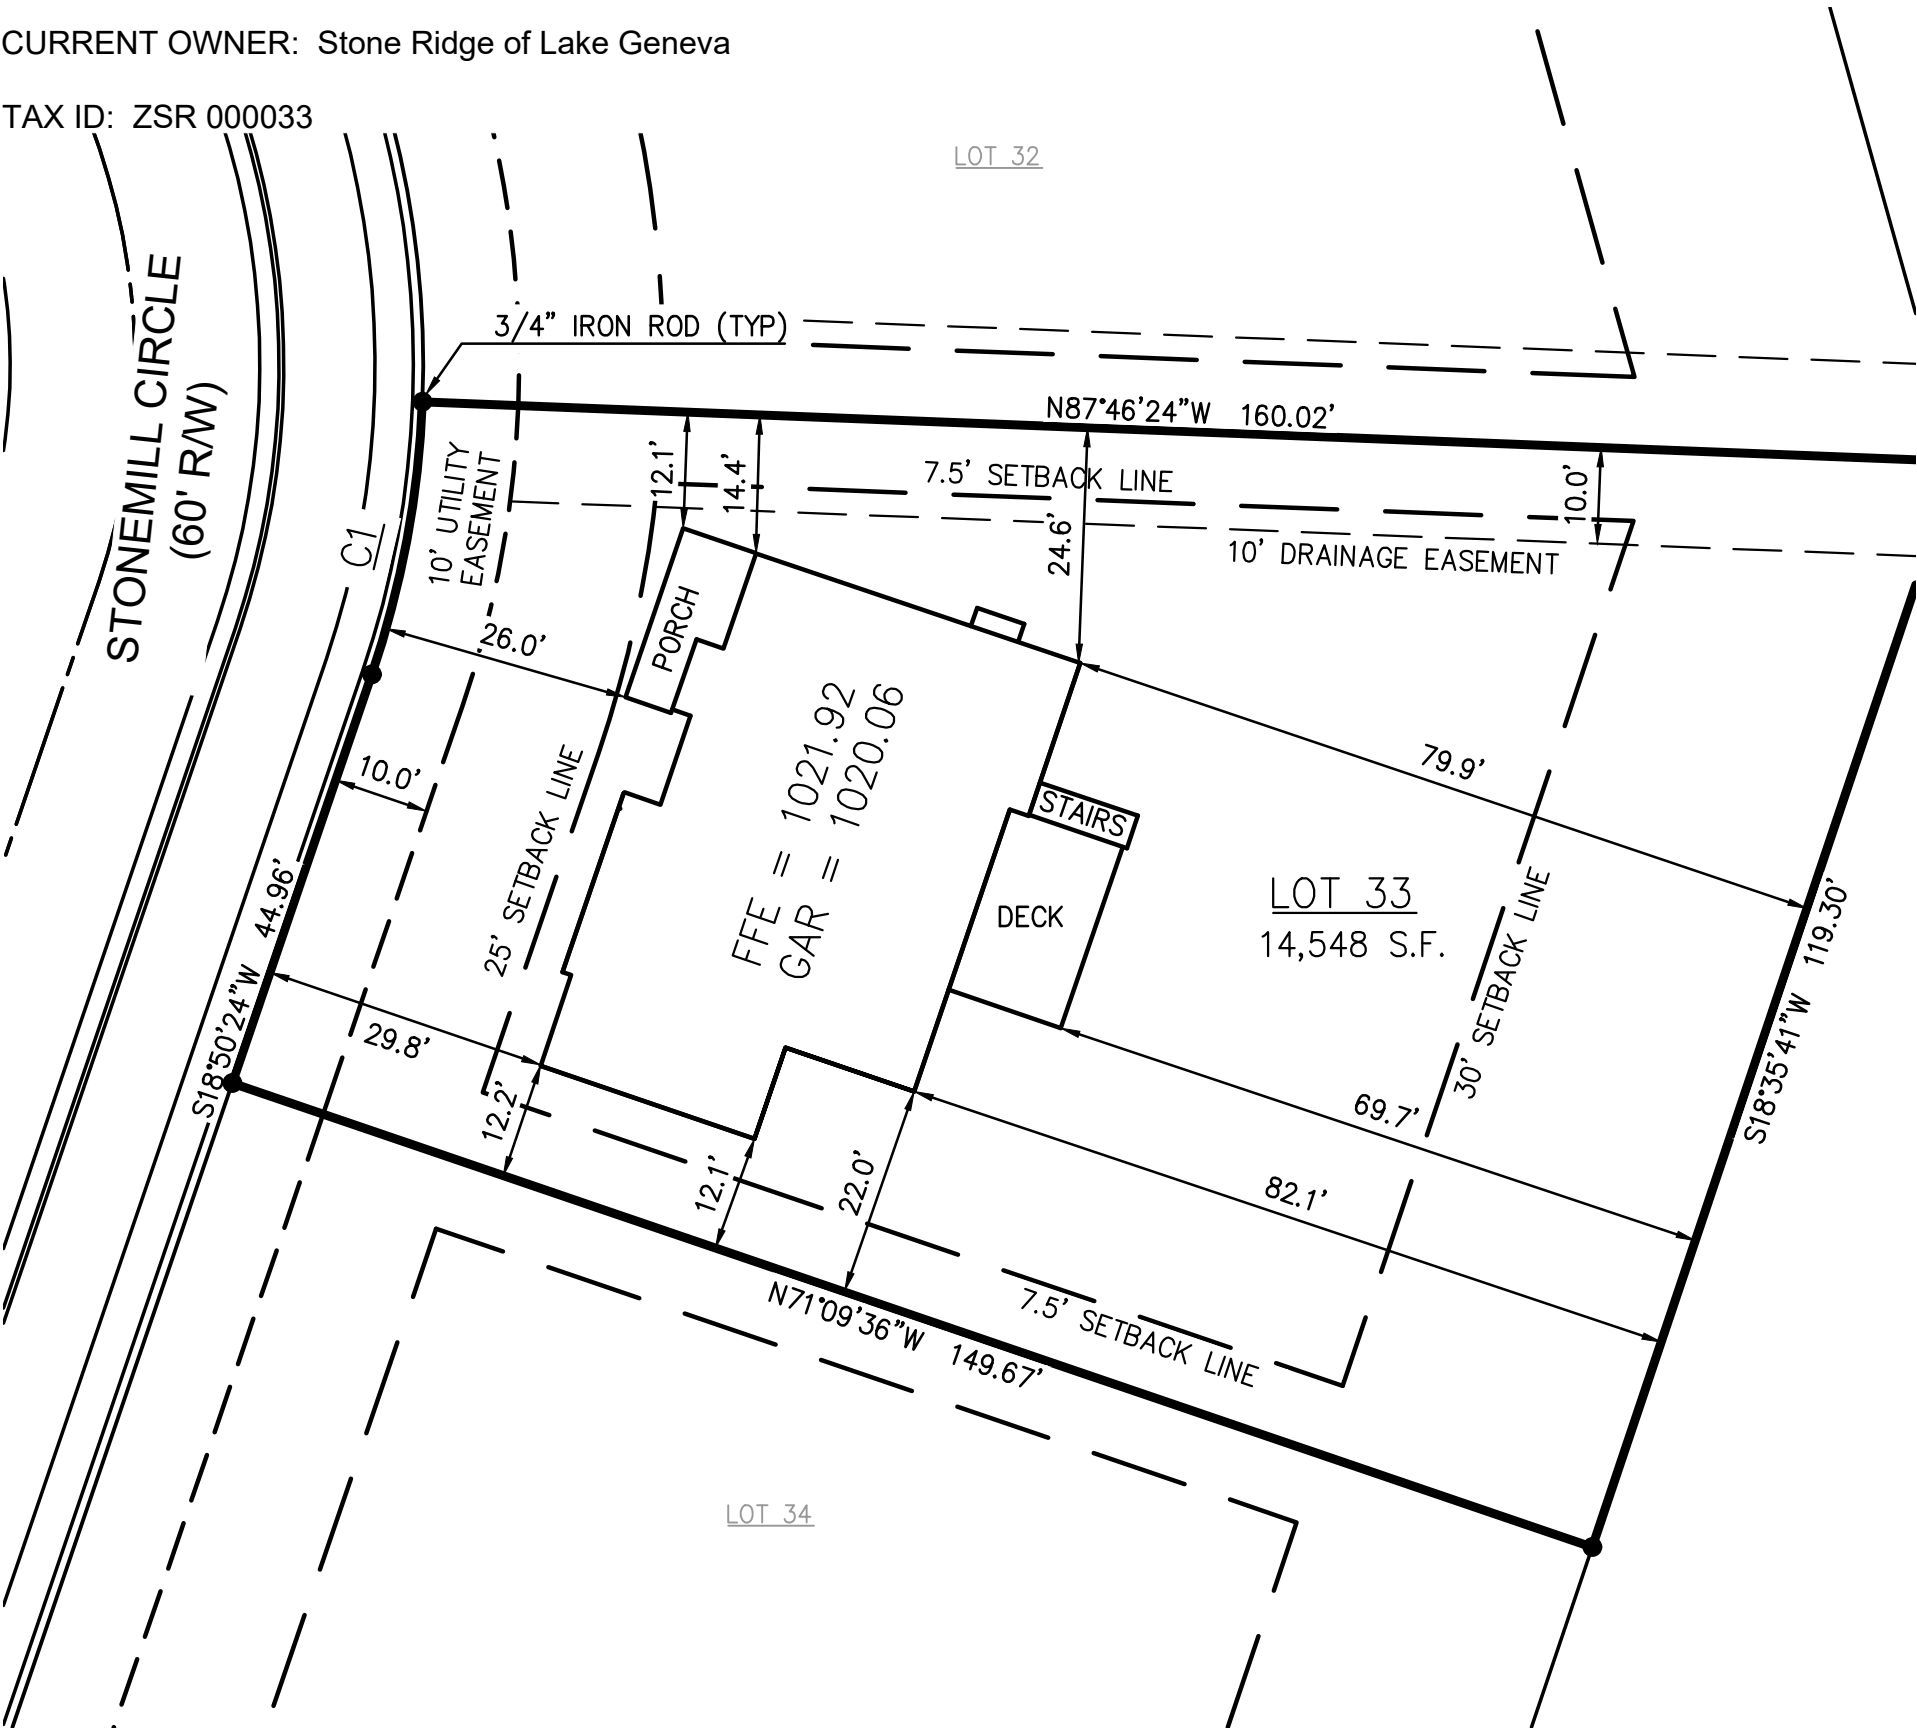 CURRENT OWNER: Stone Ridge of Lake Geneva
TAX ID: ZSR 000033
LOT 32
STONEMILL CIRCLE
(60' R/W)
3/4" IRON ROD (TYP)
N87°46'24"W 160.02'
C1
10' UTILITY
EASEMENT
12.1'
14.4'
7.5' SETBACK LINE
24.6'
10.0'
10' DRAINAGE EASEMENT
26.0'
PORCH
10.0'
25' SETBACK LINE
FFE = 1021.92
GAR = 1020.06
79.9'
STAIRS
DECK
LOT 33
14,548 S.F.
30' SETBACK LINE
S18°35'41"W 119.30'
S18°50'24"W 44.96'
29.8'
12.2'
12.1'
22.0'
69.7'
82.1'
7.5' SETBACK LINE
N71°09'36"W 149.67'
LOT 34